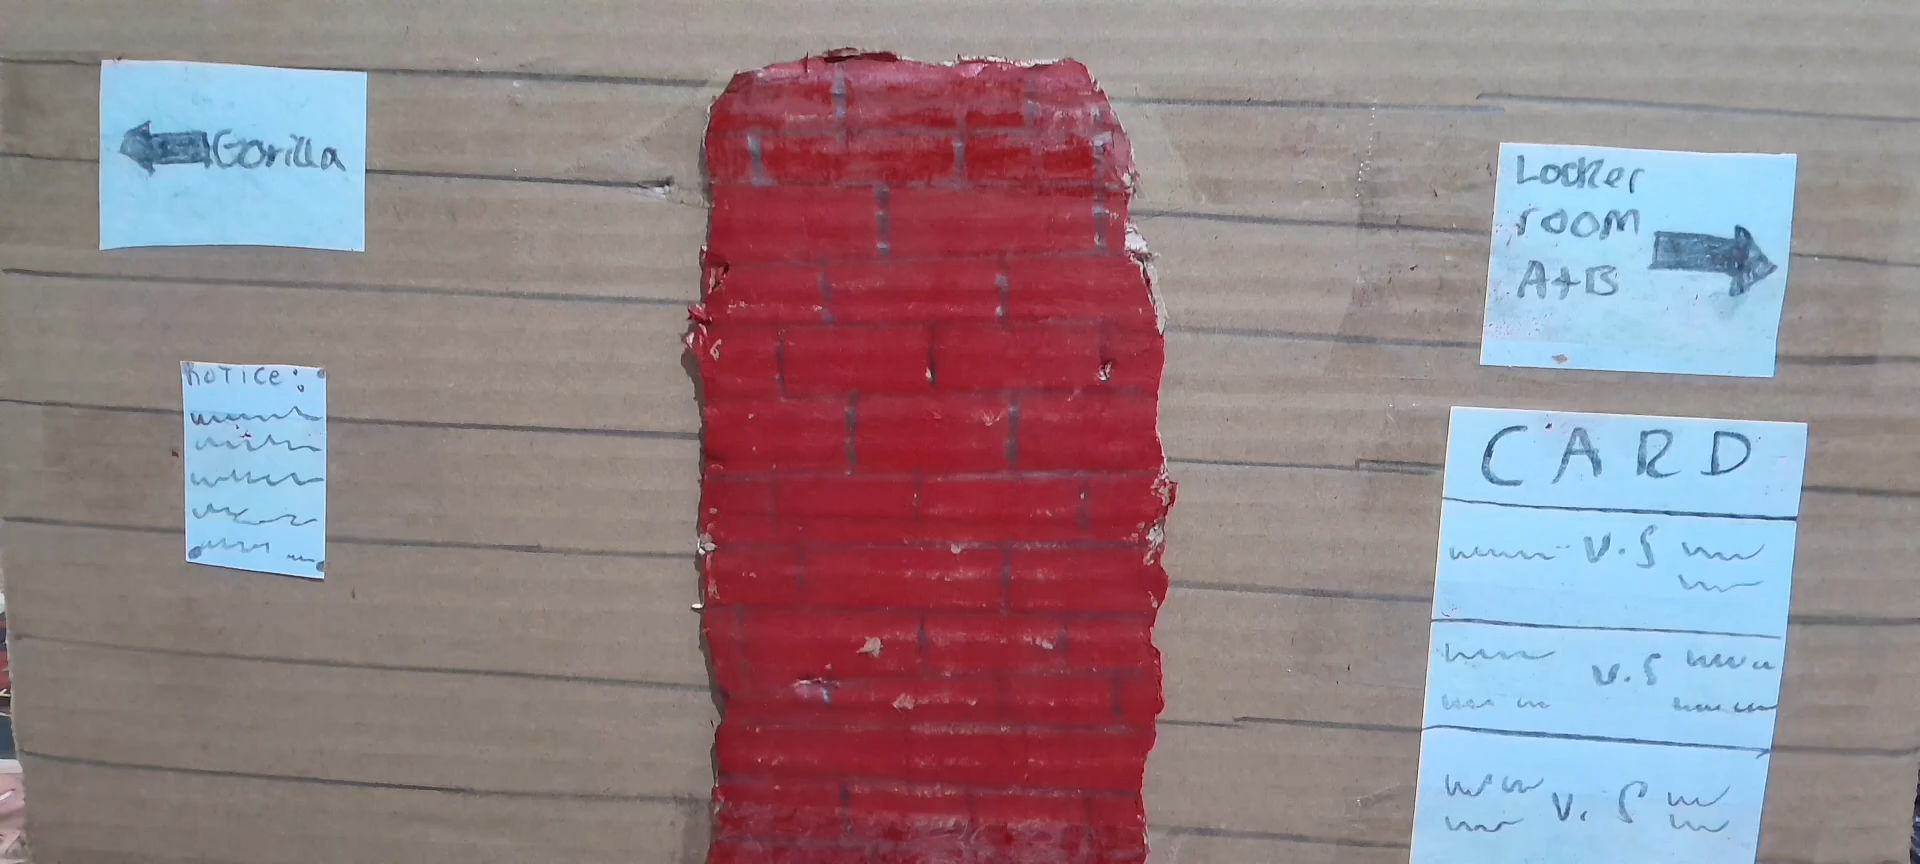 Gorilla
Notice:
Locker
room
A+B
CARD
V.S
V.S
V.S